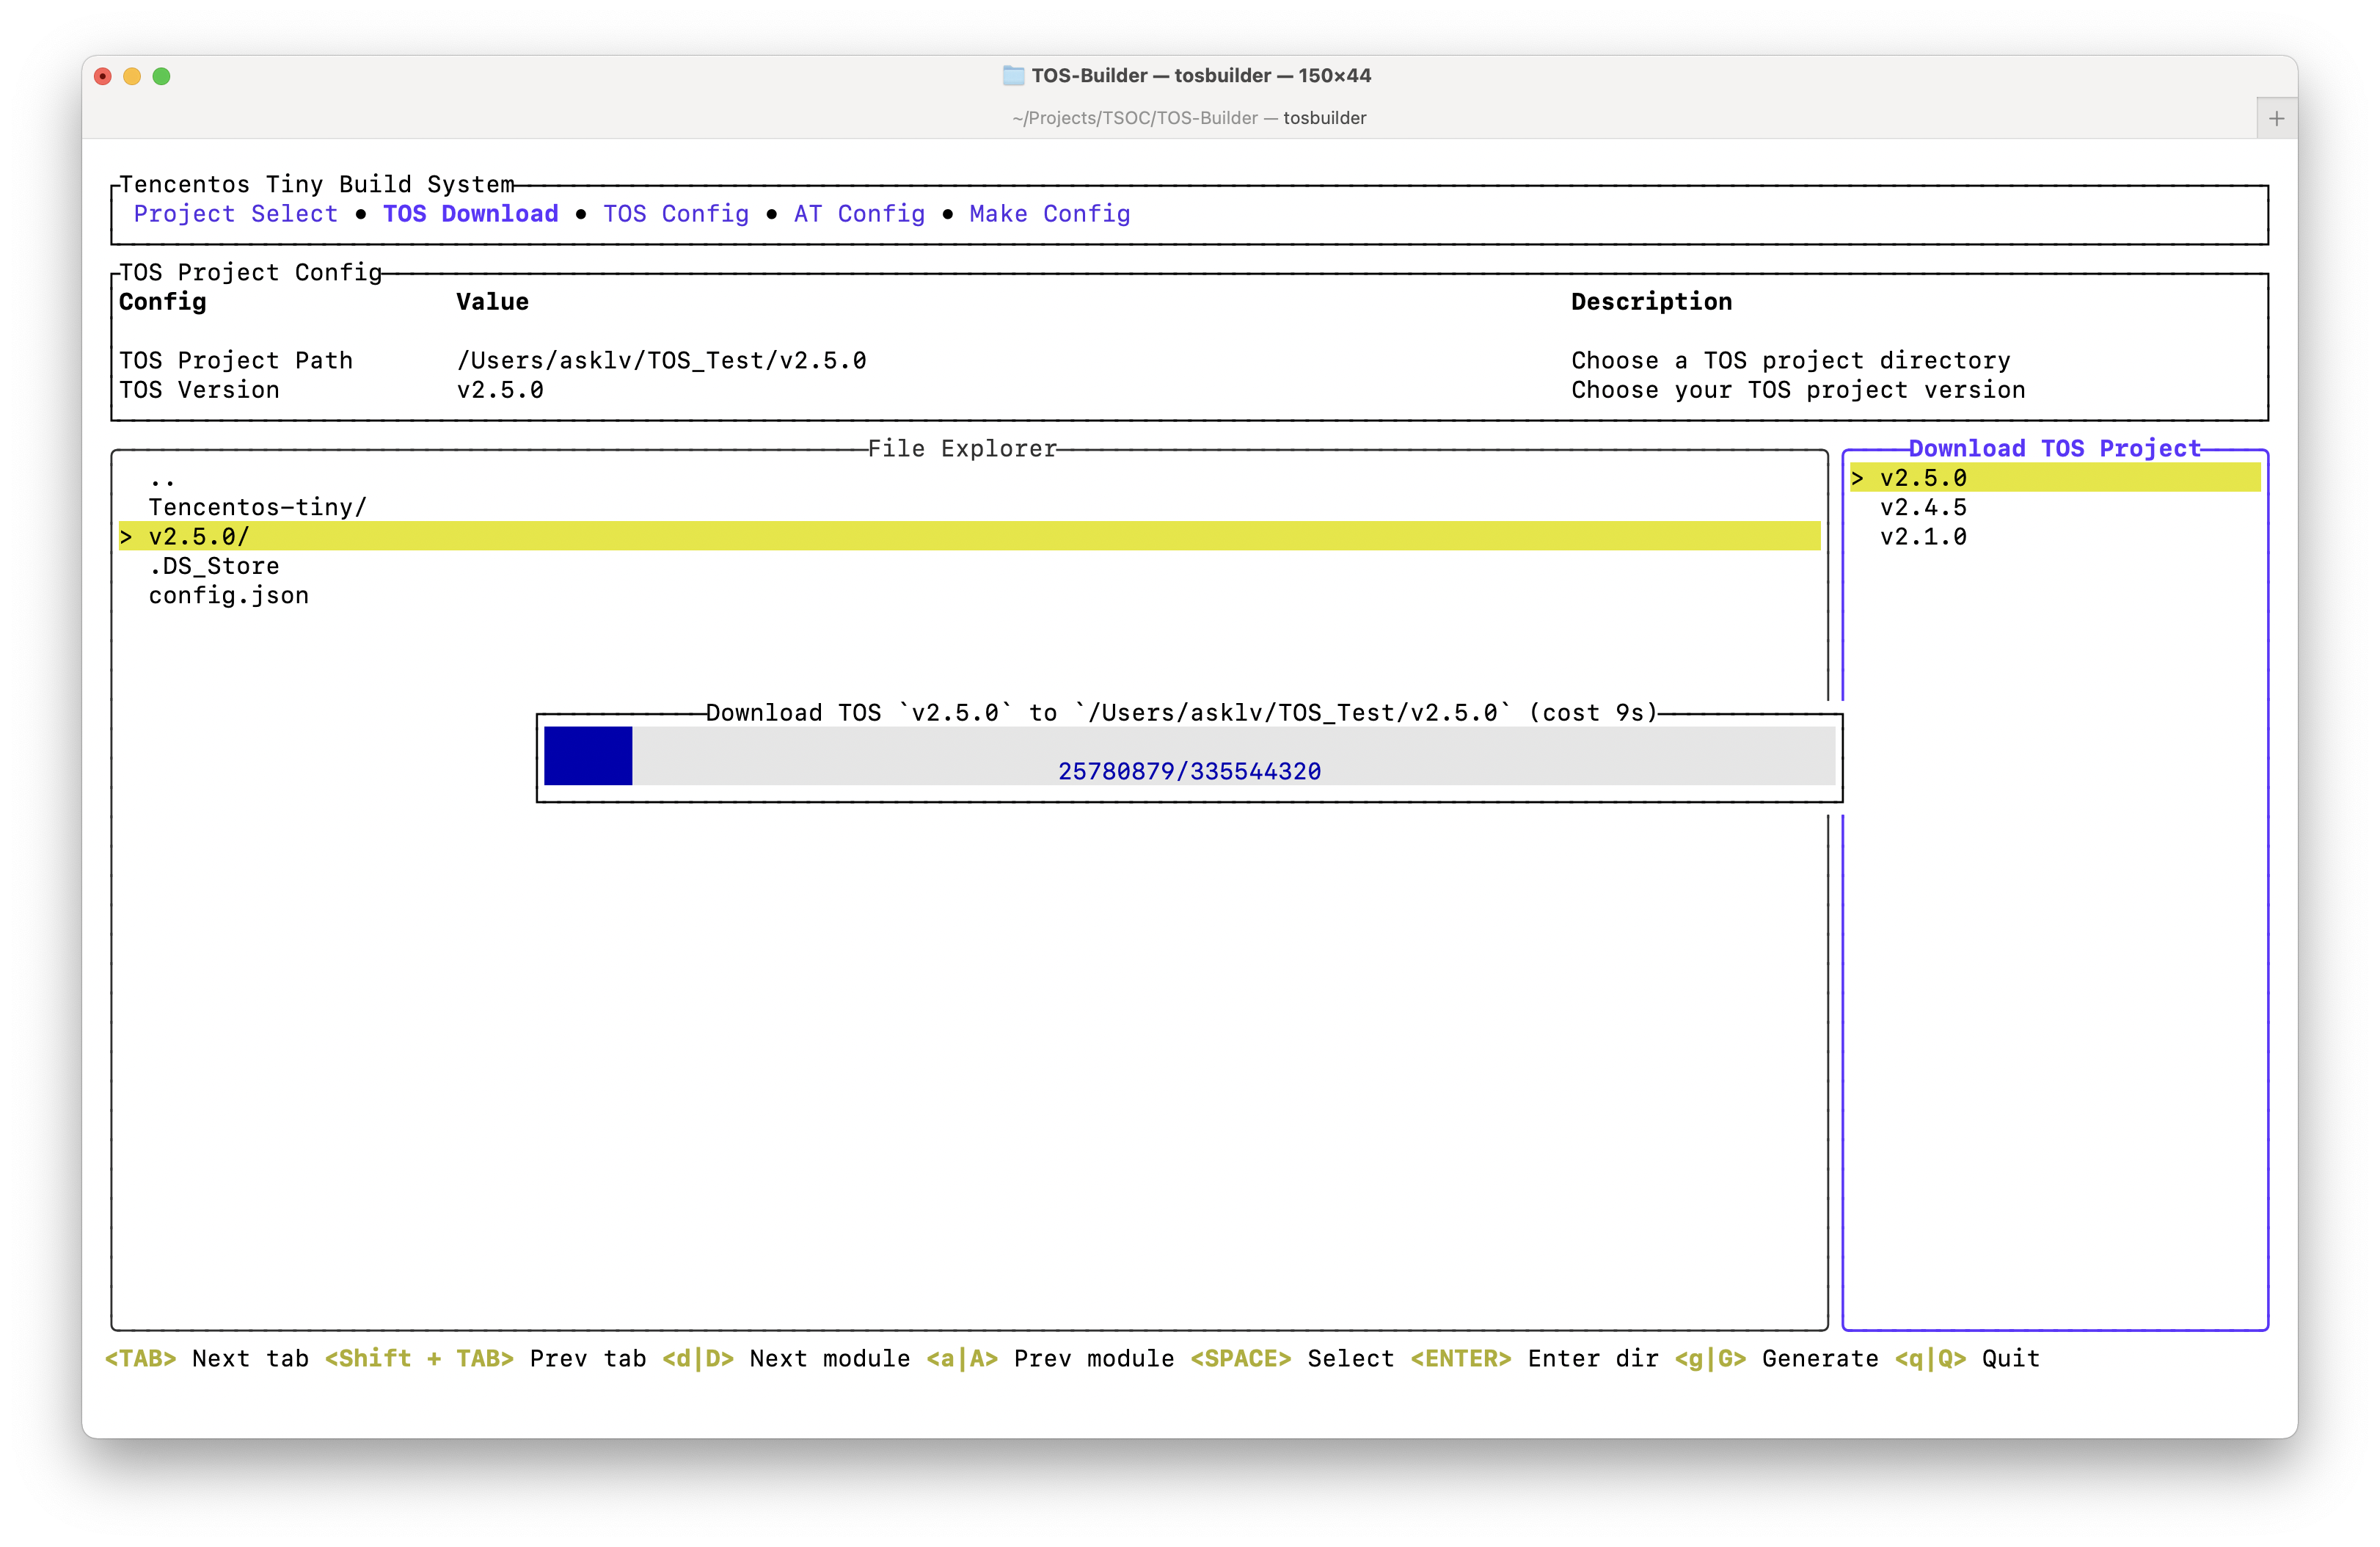 TOS-Builder — tosbuilder — 150×44
~/Projects/TSOC/TOS-Builder — tosbuilder
Tencentos Tiny Build System
Project Select • TOS Download • TOS Config • AT Config • Make Config
TOS Project Config
Config Value Description
TOS Project Path /Users/asklv/TOS_Test/v2.5.0 Choose a TOS project directory
TOS Version v2.5.0 Choose your TOS project version
File Explorer
..
Tencentos-tiny/
> v2.5.0/
.DS_Store
config.json
Download TOS Project
> v2.5.0
v2.4.5
v2.1.0
Download TOS `v2.5.0` to `/Users/asklv/TOS_Test/v2.5.0` (cost 9s)
25780879/335544320
<TAB> Next tab <Shift + TAB> Prev tab <d|D> Next module <a|A> Prev module <SPACE> Select <ENTER> Enter dir <g|G> Generate <q|Q> Quit